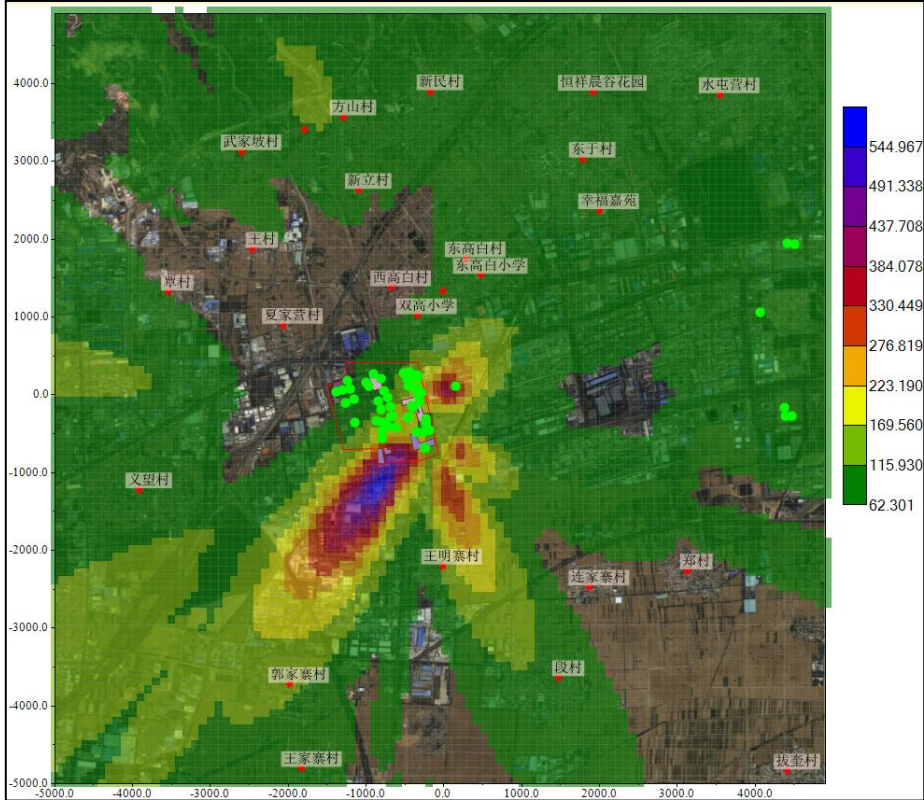 4000.0
3000.0
2000.0
1000.0
0.0
-1000.0
-2000.0
-3000.0
-4000.0
-5000.0
-5000.0 -4000.0 -3000.0 -2000.0 -1000.0 0.0 1000.0 2000.0 3000.0 4000.0
新民村
恒祥晨谷花园
水屯营村
方山村
武家坡村
东于村
新立村
幸福嘉苑
王村
东高白村
东高白小学
西高白村
覃村
双高小学
夏家营村
义望村
王明寨村
连家寨村
郑村
郭家寨村
段村
王家寨村
拔奎村
544.967
491.338
437.708
384.078
330.449
276.819
223.190
169.560
115.930
62.301